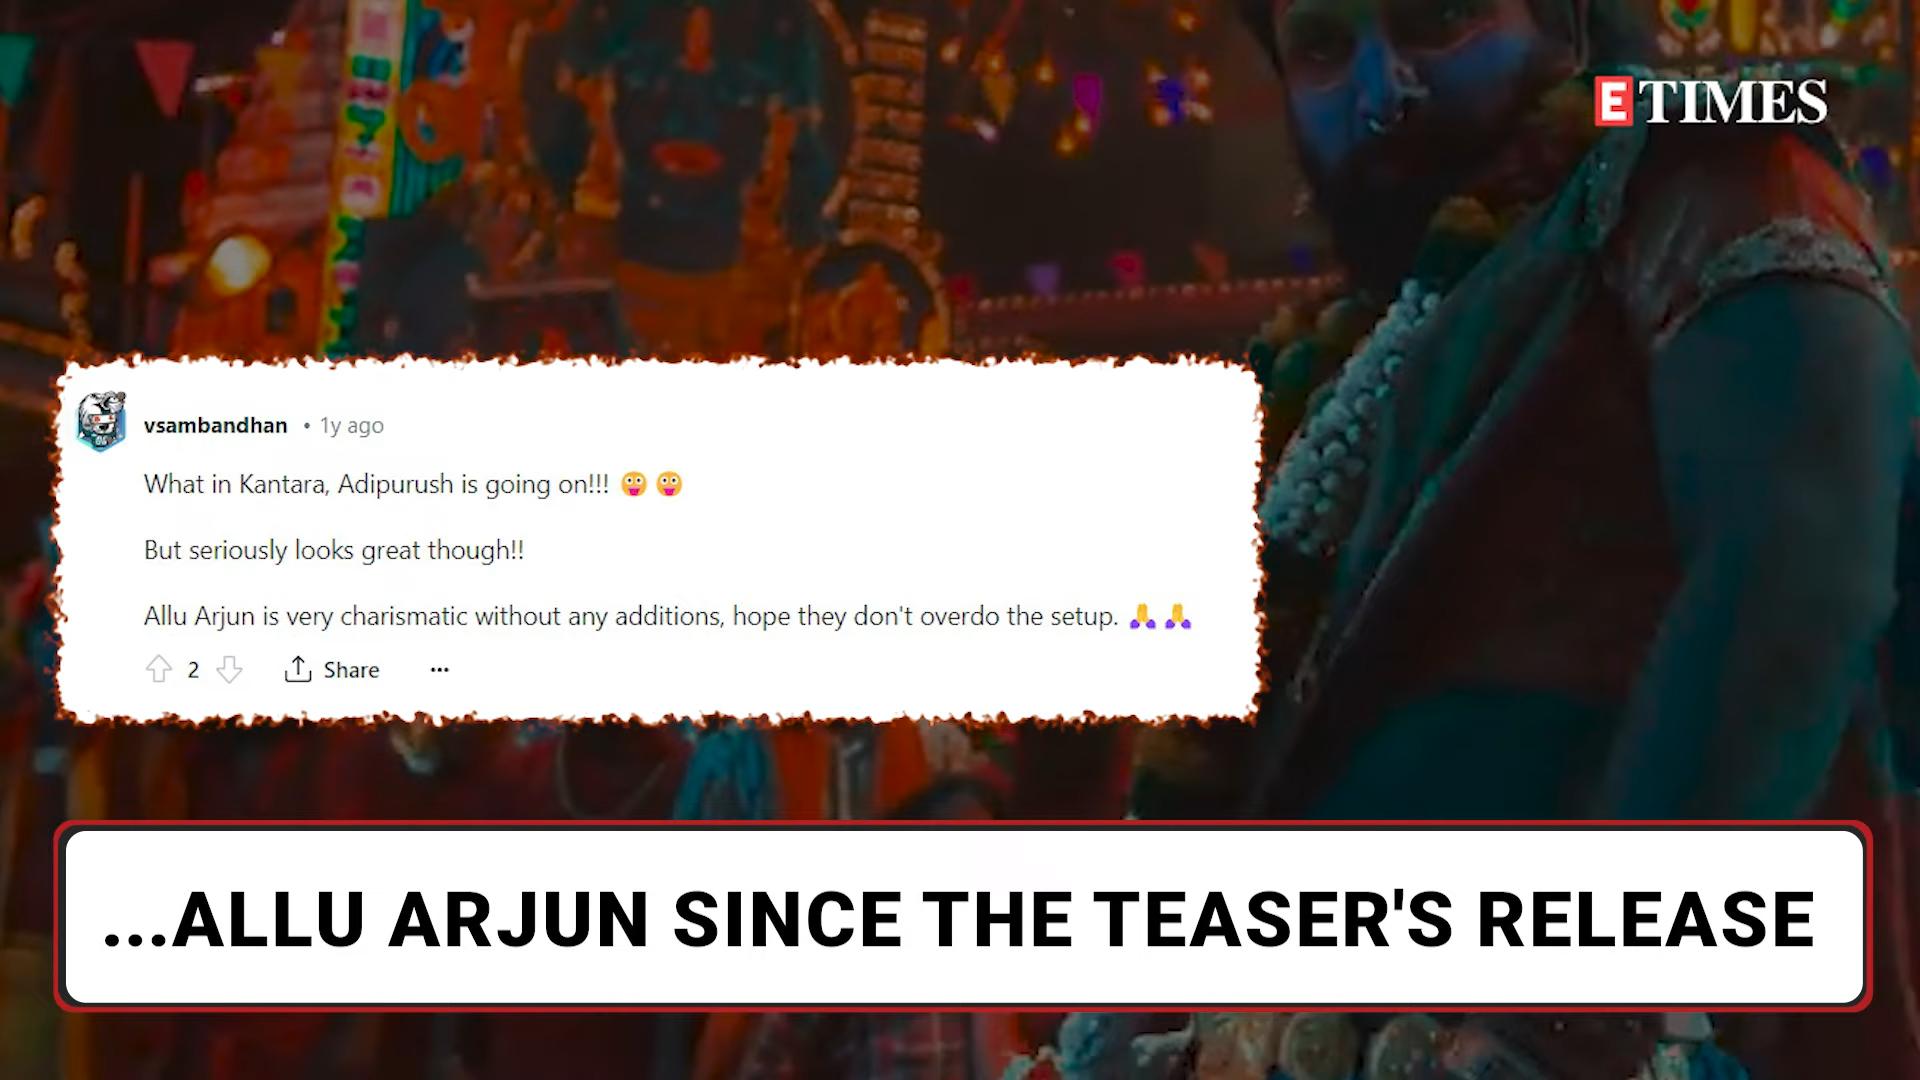 ETIMES
vsambandhan • 1y ago
What in Kantara, Adipurush is going on!!! 😛 😛
But seriously looks great though!!
Allu Arjun is very charismatic without any additions, hope they don't overdo the setup. 🙏 🙏
2 Share ...
...ALLU ARJUN SINCE THE TEASER'S RELEASE